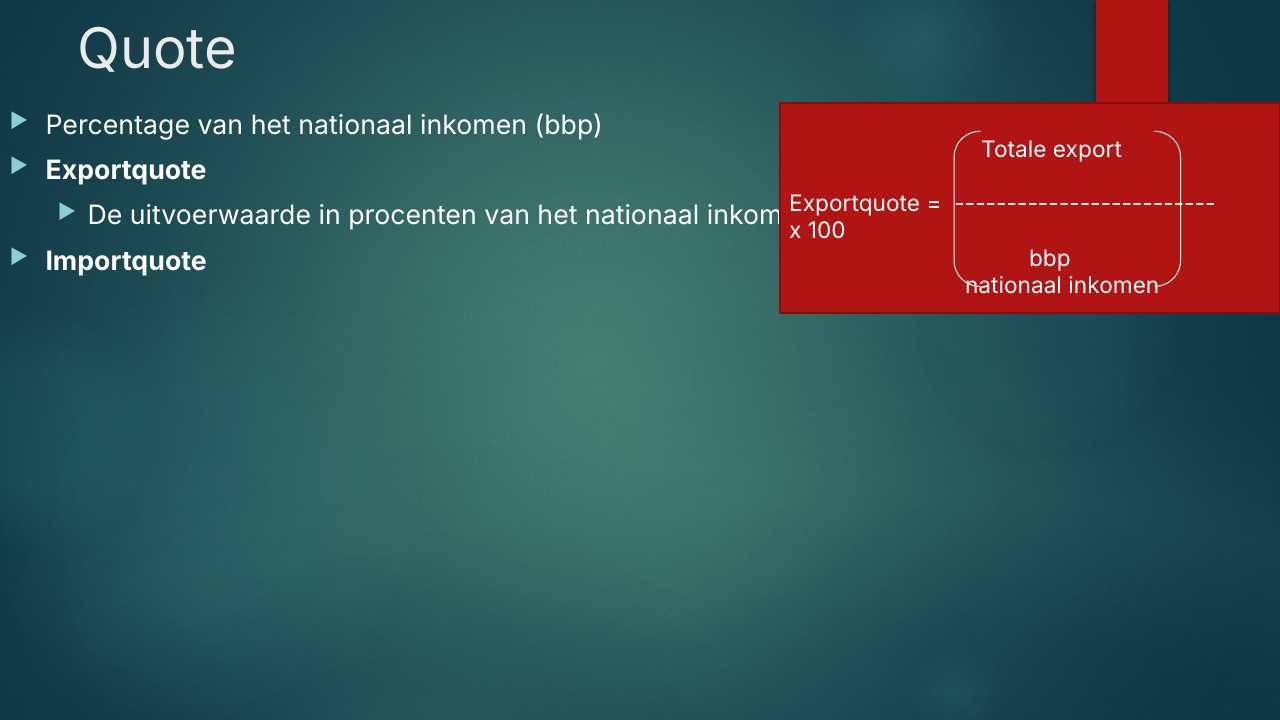 Quote
Percentage van het nationaal inkomen (bbp)
Exportquote
De uitvoerwaarde in procenten van het nationaal
Importquote
Totale export
Exportquote = ------------------------
x 100
bbp
nationaal inkomen